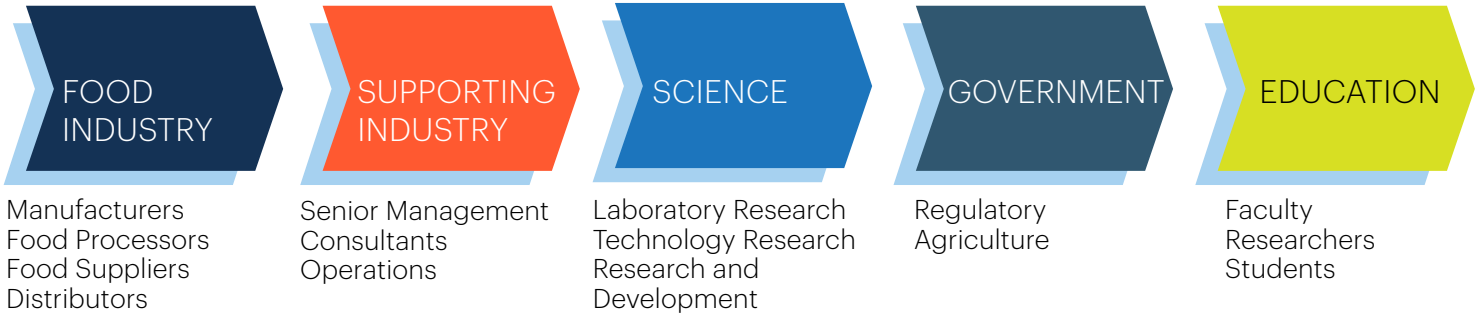 FOOD
INDUSTRY
Manufacturers
Food Processors
Food Suppliers
Distributors
SUPPORTING
INDUSTRY
Senior Management
Consultants
Operations
SCIENCE
Laboratory Research
Technology Research
Research and
Development
GOVERNMENT
Regulatory
Agriculture
EDUCATION
Faculty
Researchers
Students